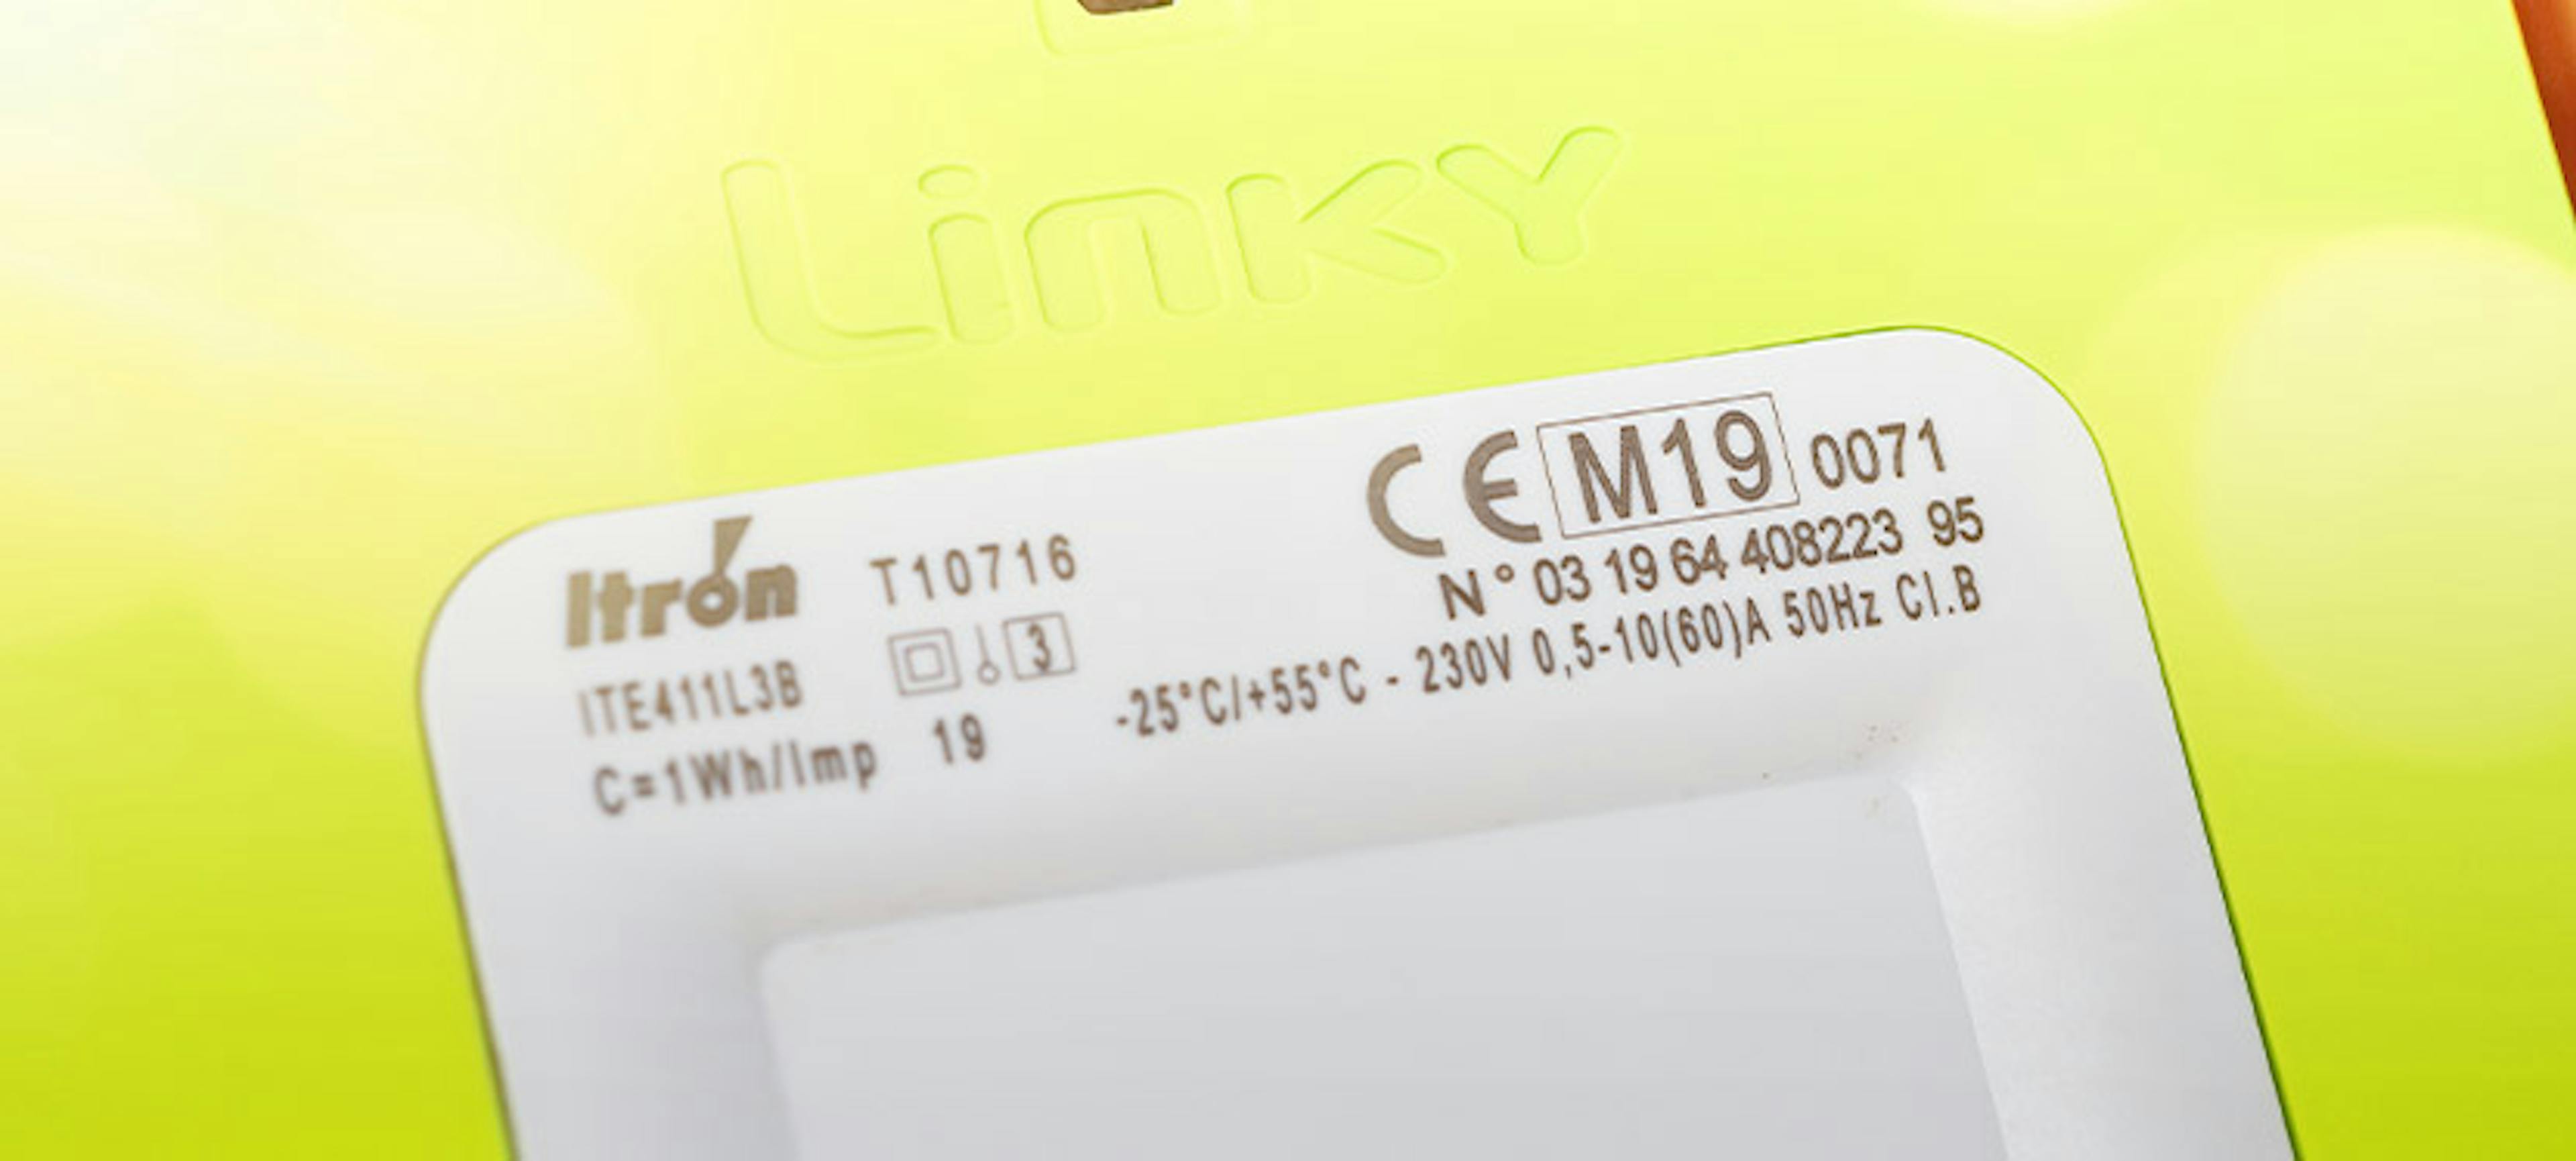 Linky
Itron T10716
ITE411L3B 3
C=1Wh/Imp 19
CE M19 0071
N° 03 19 64 408223 95
-25°C/+55°C - 230V 0,5-10(60)A 50Hz Cl.B